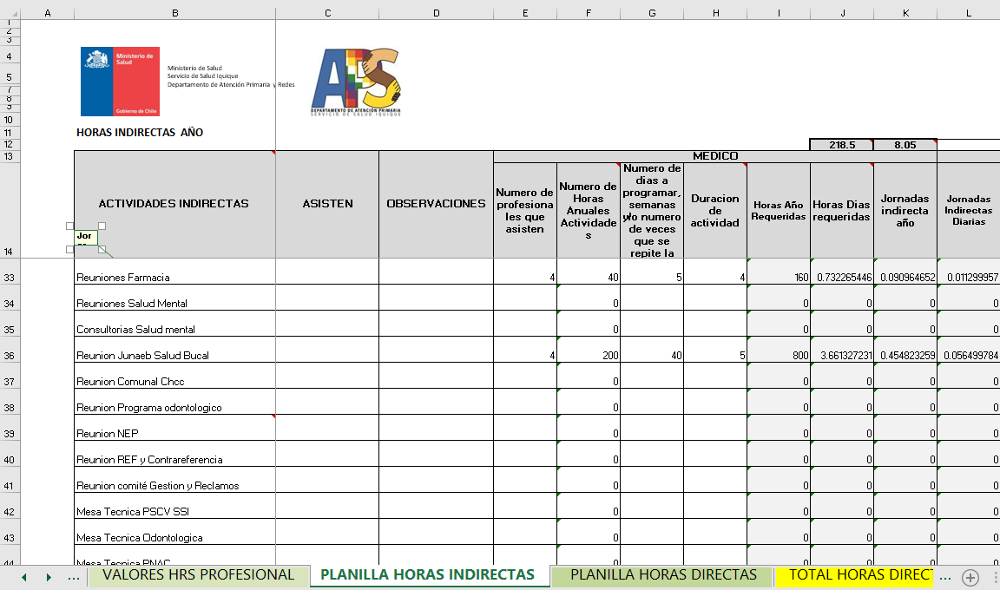 A B C D E F G H I J K L
1
2
3
4
5
7
8
9
10
11
12
13
14
Ministerio de
Salud
Gobierno de Chile
Ministerio de Salud
Servicio de Salud Iquique
Departamento de Atención Primaria y Redes
APS
DEPARTAMENTO DE ATENCIÓN PRIMARIA
SERVICIO DE SALUD IQUIQUE
HORAS INDIRECTAS AÑO
218.5 8.05
MEDICO
ACTIVIDADES INDIRECTAS
Jor
ASISTEN
OBSERVACIONES
Numero de
profesiona
les que
asisten
Numero de
Horas
Anuales
Actividade
s
Numero de
dias a
programar,
semanas
y/o numero
de veces
que se
repite la
Duracion
de
actividad
Horas Año
Requeridas
Horas Dias
requeridas
Jornadas
indirecta
año
Jornadas
Indirectas
Diarias
33 Reuniones Farmacia 4 40 5 4 160 0.732265446 0.090964652 0.011299957
34 Reuniones Salud Mental 0 0 0 0 0
35 Consultorias Salud mental 0 0 0 0 0
36 Reunion Junaeb Salud Bucal 4 200 40 5 800 3.661327231 0.454823259 0.056499784
37 Reunion Comunal Chcc 0 0 0 0 0
38 Reunion Programa odontologico 0 0 0 0 0
39 Reunion NEP 0 0 0 0 0
40 Reunion REF y Contrareferencia 0 0 0 0 0
41 Reunion comité Gestion y Reclamos 0 0 0 0 0
42 Mesa Tecnica PSCV SSI 0 0 0 0 0
43 Mesa Tecnica Odontologica 0 0 0 0 0
44 Mesa Tecnica PNAC
... VALORES HRS PROFESIONAL PLANILLA HORAS INDIRECTAS PLANILLA HORAS DIRECTAS TOTAL HORAS DIREC ...